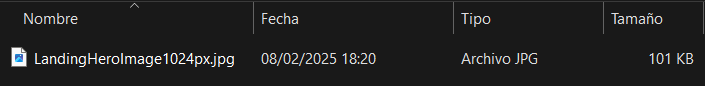 Nombre Fecha Tipo Tamaño
LandingHeroImage1024px.jpg 08/02/2025 18:20 Archivo JPG 101 KB